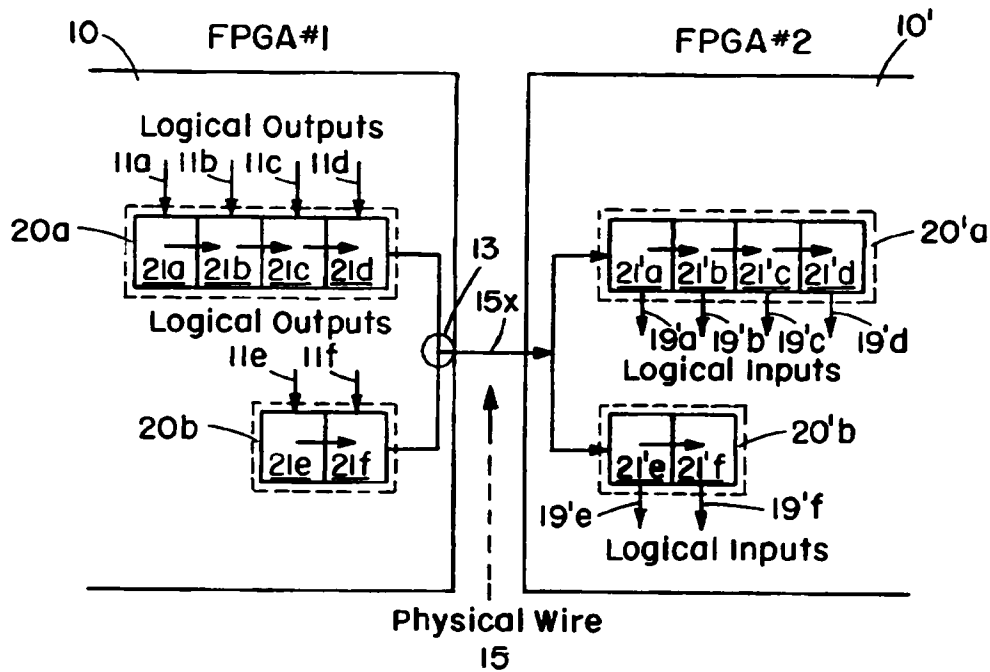 10
FPGA#1
FPGA#2
10'
Logical Outputs
11a 11b 11c 11d
20a
21a 21b 21c 21d
Logical Outputs
11e 11f
20b
21e 21f
13
15x
20'a
21'a 21'b 21'c 21'd
19'a 19'b 19'c 19'd
Logical Inputs
20'b
21'e 21'f
19'e 19'f
Logical Inputs
Physical Wire
15